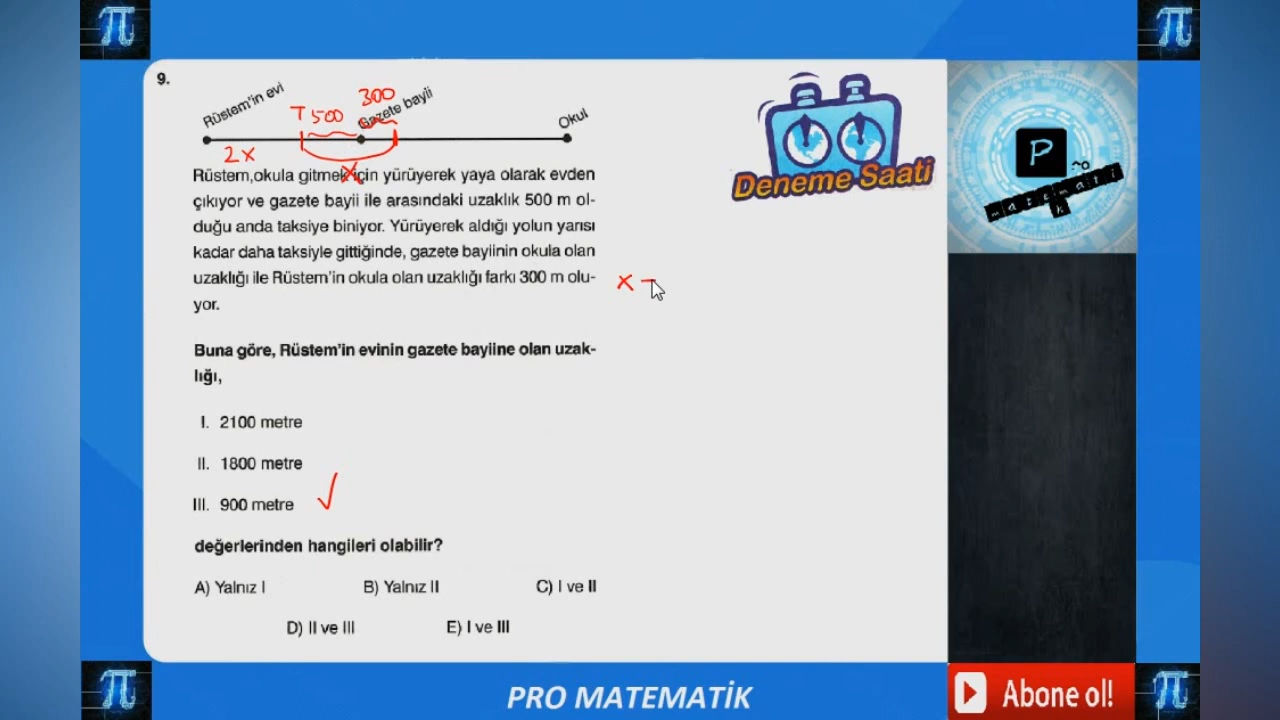 9.
Rüstem'in evi
T 500
300
Gazete bayii
Okul
2x
x
Rüstem,okula gitmek için yürüyerek yaya olarak evden
çıkıyor ve gazete bayii ile arasındaki uzaklık 500 m ol-
duğu anda taksiye biniyor. Yürüyerek aldığı yolun yarısı
kadar daha taksiyle gittiğinde, gazete bayiinin okula olan
uzaklığı ile Rüstem'in okula olan uzaklığı farkı 300 m olu-
yor.
x -
Buna göre, Rüstem'in evinin gazete bayiine olan uzak-
lığı,
I. 2100 metre
II. 1800 metre
III. 900 metre ✓
değerlerinden hangileri olabilir?
A) Yalnız I B) Yalnız II C) I ve II
D) II ve III E) I ve III
Deneme Saati
P
matematik
π
π
π
π
PRO MATEMATİK
Abone ol!